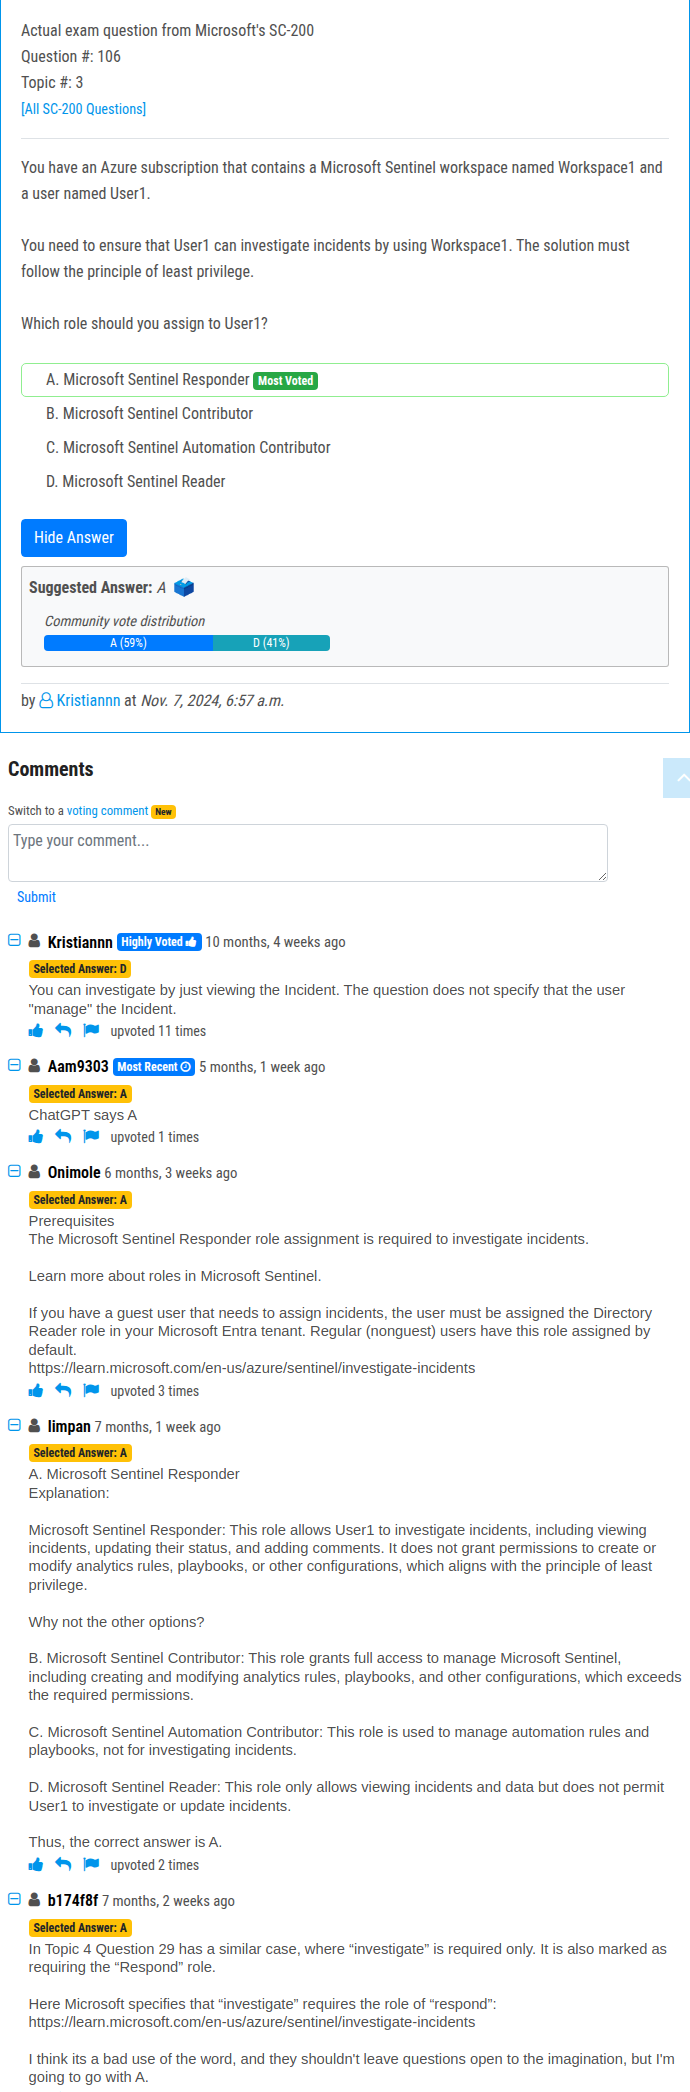 Actual exam question from Microsoft's SC-200
Question #: 106
Topic #: 3
[All SC-200 Questions]
You have an Azure subscription that contains a Microsoft Sentinel workspace named Workspace1 and
a user named User1.
You need to ensure that User1 can investigate incidents by using Workspace1. The solution must
follow the principle of least privilege.
Which role should you assign to User1?
A. Microsoft Sentinel Responder Most Voted
B. Microsoft Sentinel Contributor
C. Microsoft Sentinel Automation Contributor
D. Microsoft Sentinel Reader
Hide Answer
Suggested Answer: A
Community vote distribution
A (59%) D (41%)
by Kristiannn at Nov. 7, 2024, 6:57 a.m.
Comments
Switch to a voting comment New
Type your comment...
Submit
Kristiannn Highly Voted 10 months, 4 weeks ago
Selected Answer: D
You can investigate by just viewing the Incident. The question does not specify that the user
"manage" the Incident.
upvoted 11 times
Aam9303 Most Recent 5 months, 1 week ago
Selected Answer: A
ChatGPT says A
upvoted 1 times
Onimole 6 months, 3 weeks ago
Selected Answer: A
Prerequisites
The Microsoft Sentinel Responder role assignment is required to investigate incidents.
Learn more about roles in Microsoft Sentinel.
If you have a guest user that needs to assign incidents, the user must be assigned the Directory
Reader role in your Microsoft Entra tenant. Regular (nonguest) users have this role assigned by
default.
https://learn.microsoft.com/en-us/azure/sentinel/investigate-incidents
upvoted 3 times
limpan 7 months, 1 week ago
Selected Answer: A
A. Microsoft Sentinel Responder
Explanation:
Microsoft Sentinel Responder: This role allows User1 to investigate incidents, including viewing
incidents, updating their status, and adding comments. It does not grant permissions to create or
modify analytics rules, playbooks, or other configurations, which aligns with the principle of least
privilege.
Why not the other options?
B. Microsoft Sentinel Contributor: This role grants full access to manage Microsoft Sentinel,
including creating and modifying analytics rules, playbooks, and other configurations, which exceeds
the required permissions.
C. Microsoft Sentinel Automation Contributor: This role is used to manage automation rules and
playbooks, not for investigating incidents.
D. Microsoft Sentinel Reader: This role only allows viewing incidents and data but does not permit
User1 to investigate or update incidents.
Thus, the correct answer is A.
upvoted 2 times
b174f8f 7 months, 2 weeks ago
Selected Answer: A
In Topic 4 Question 29 has a similar case, where “investigate” is required only. It is also marked as
requiring the “Respond” role.
Here Microsoft specifies that “investigate” requires the role of “respond”:
https://learn.microsoft.com/en-us/azure/sentinel/investigate-incidents
I think its a bad use of the word, and they shouldn't leave questions open to the imagination, but I'm
going to go with A.